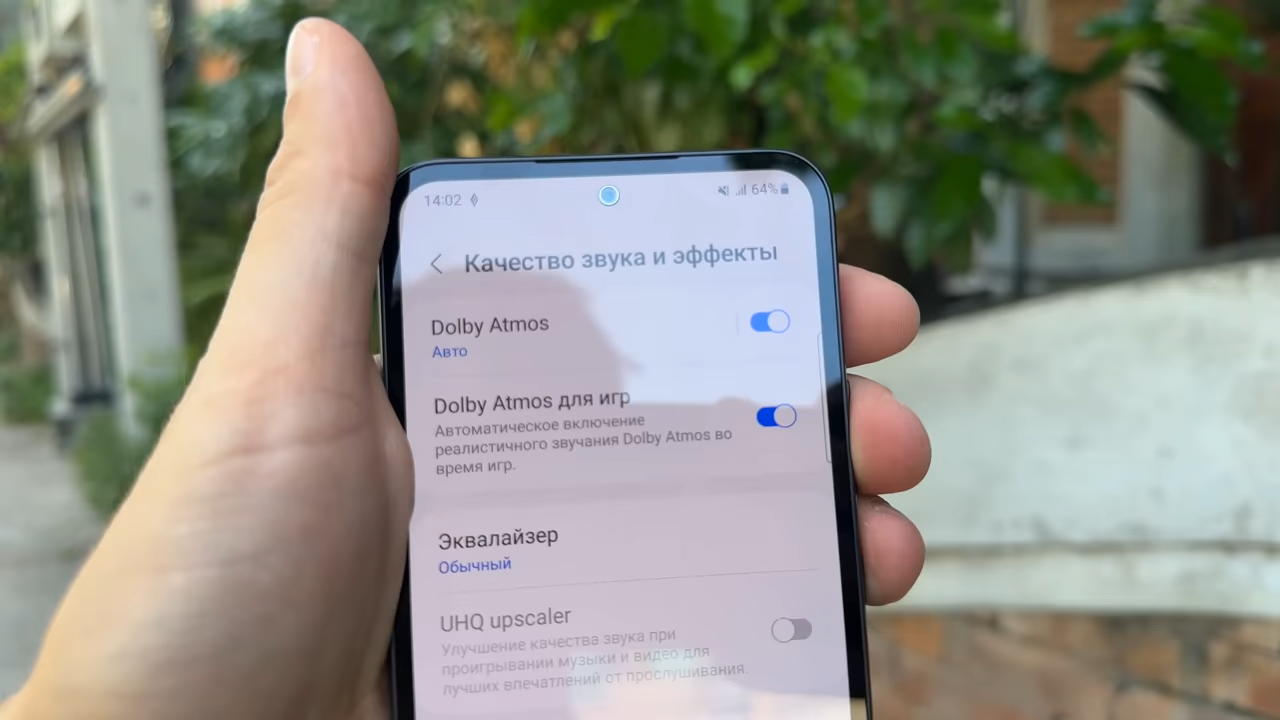 14:02 64%
Качество звука и эффекты
Dolby Atmos
Авто
Dolby Atmos для игр
Автоматическое включение
реалистичного звучания Dolby Atmos во
время игр.
Эквалайзер
Обычный
UHQ upscaler
Улучшение качества звука при
проигрывании музыки и видео для
лучших впечатлений от прослушивания.